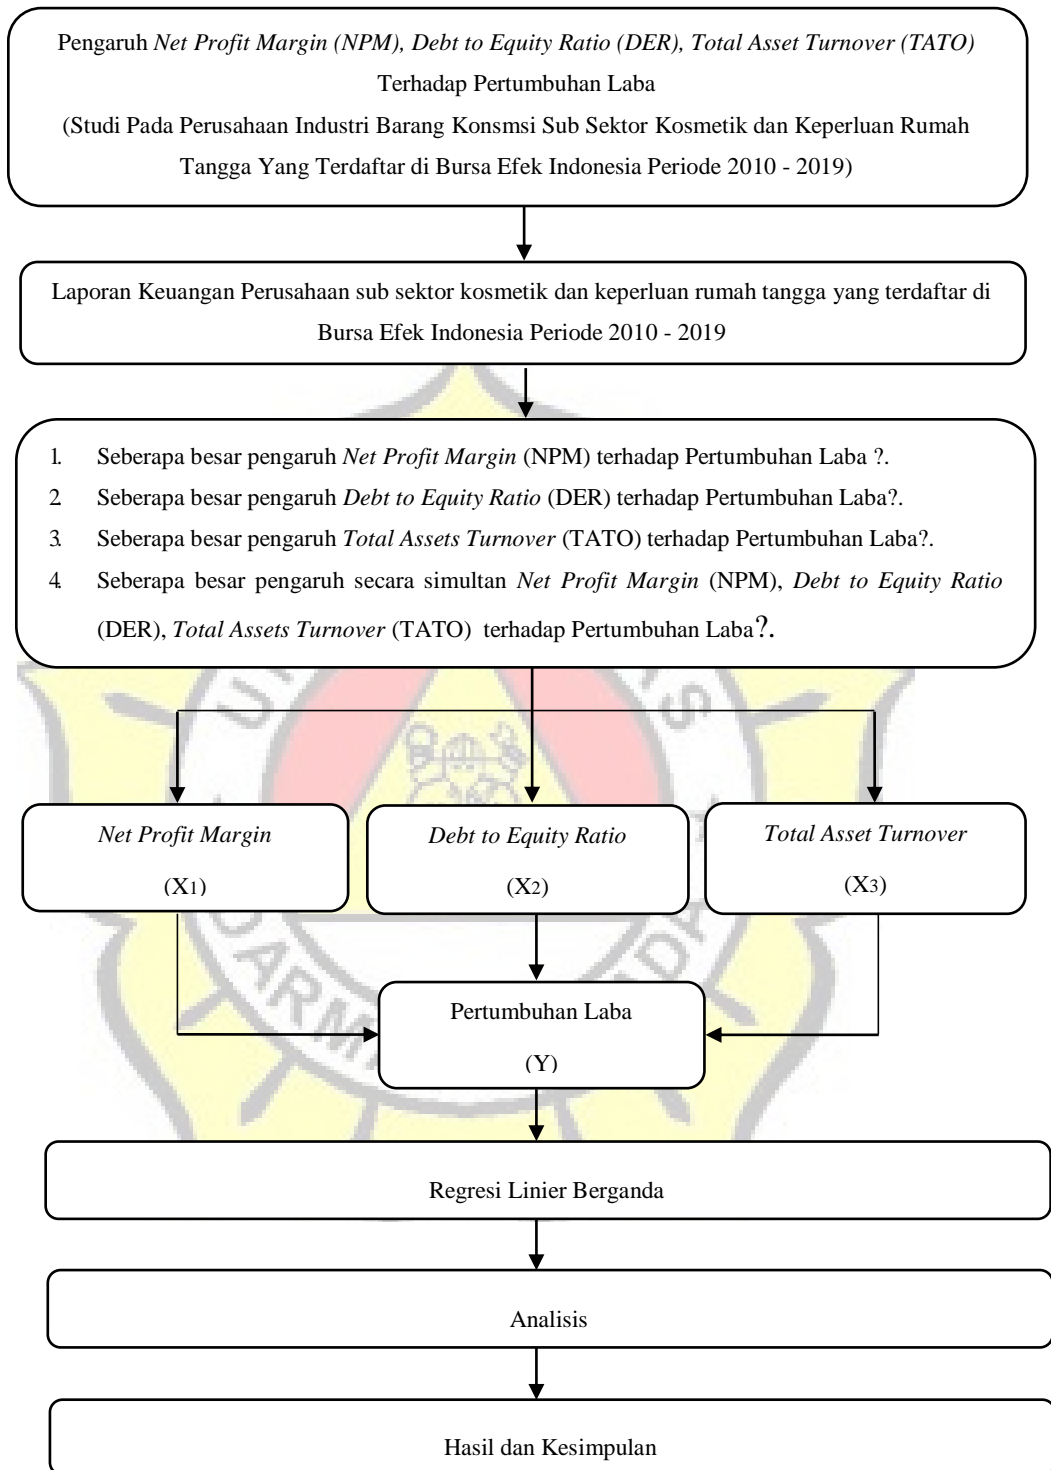 Pengaruh Net Profit Margin (NPM), Debt to Equity Ratio (DER), Total Asset Turnover (TATO)
Terhadap Pertumbuhan Laba
(Studi Pada Perusahaan Industri Barang Konsmsi Sub Sektor Kosmetik dan Keperluan Rumah
Tangga Yang Terdaftar di Bursa Efek Indonesia Periode 2010 - 2019)
Laporan Keuangan Perusahaan sub sektor kosmetik dan keperluan rumah tangga yang terdaftar di
Bursa Efek Indonesia Periode 2010 - 2019
1. Seberapa besar pengaruh Net Profit Margin (NPM) terhadap Pertumbuhan Laba ?.
2. Seberapa besar pengaruh Debt to Equity Ratio (DER) terhadap Pertumbuhan Laba?.
3. Seberapa besar pengaruh Total Assets Turnover (TATO) terhadap Pertumbuhan Laba?.
4. Seberapa besar pengaruh secara simultan Net Profit Margin (NPM), Debt to Equity Ratio
(DER), Total Assets Turnover (TATO) terhadap Pertumbuhan Laba?.
Net Profit Margin
(X1)
Debt to Equity Ratio
(X2)
Total Asset Turnover
(X3)
Pertumbuhan Laba
(Y)
Regresi Linier Berganda
Analisis
Hasil dan Kesimpulan